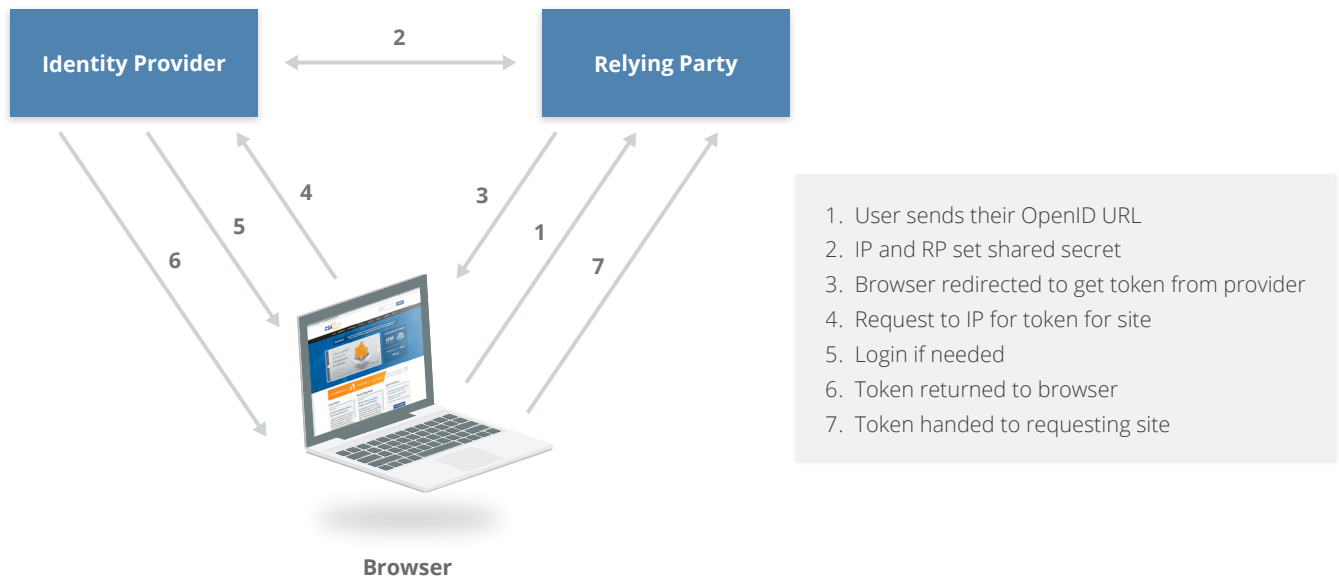 Identity Provider
2
Relying Party
4
3
5
1
6
7
1. User sends their OpenID URL
2. IP and RP set shared secret
3. Browser redirected to get token from provider
4. Request to IP for token for site
5. Login if needed
6. Token returned to browser
7. Token handed to requesting site
Browser